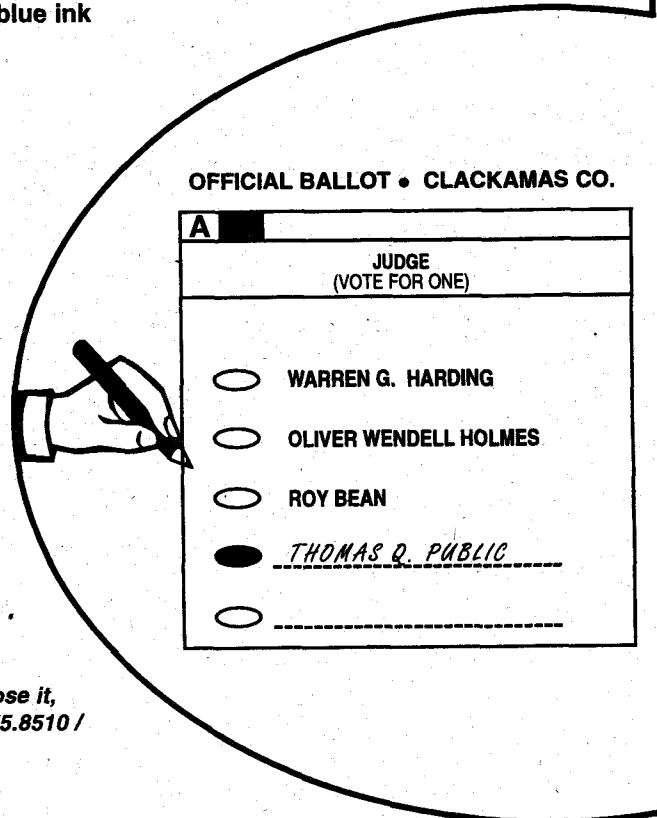 blue ink
OFFICIAL BALLOT • CLACKAMAS CO.
A
JUDGE
(VOTE FOR ONE)
WARREN G. HARDING
OLIVER WENDELL HOLMES
ROY BEAN
THOMAS Q. PUBLIC
ose it,
5.8510 /